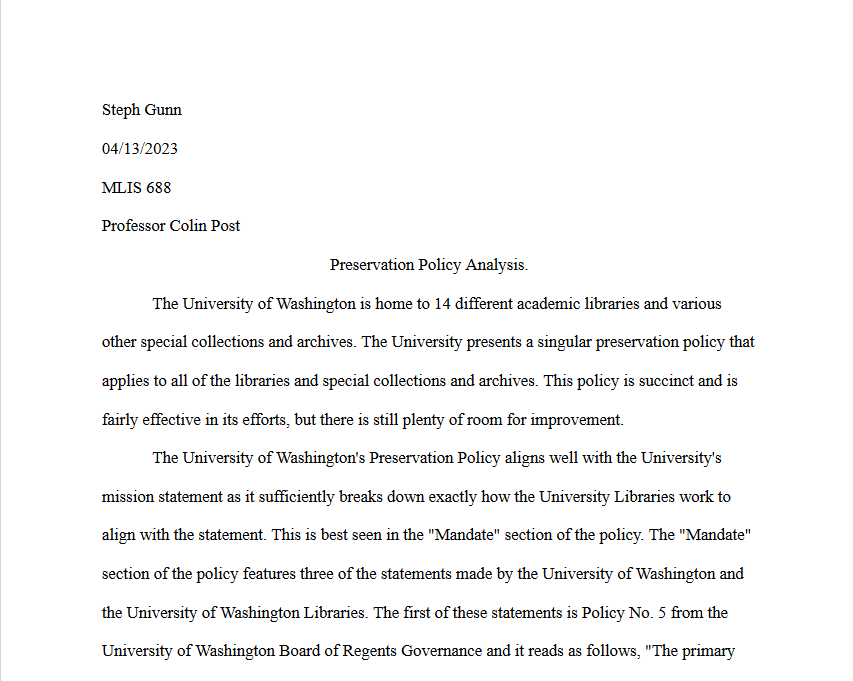 Steph Gunn
04/13/2023
MLIS 688
Professor Colin Post
Preservation Policy Analysis.
The University of Washington is home to 14 different academic libraries and various
other special collections and archives. The University presents a singular preservation policy that
applies to all of the libraries and special collections and archives. This policy is succinct and is
fairly effective in its efforts, but there is still plenty of room for improvement.
The University of Washington's Preservation Policy aligns well with the University's
mission statement as it sufficiently breaks down exactly how the University Libraries work to
align with the statement. This is best seen in the "Mandate" section of the policy. The "Mandate"
section of the policy features three of the statements made by the University of Washington and
the University of Washington Libraries. The first of these statements is Policy No. 5 from the
University of Washington Board of Regents Governance and it reads as follows, "The primary